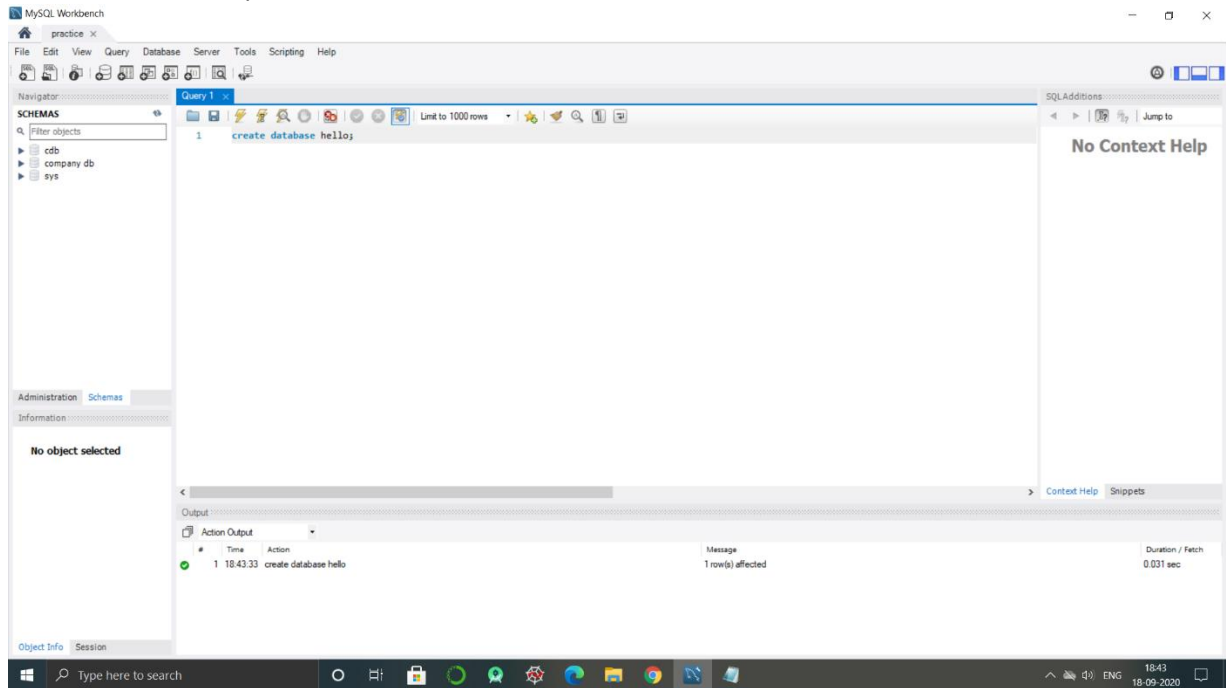 MySQL Workbench
practice ×
File Edit View Query Database Server Tools Scripting Help
Navigator
SCHEMAS
Filter objects
cdb
company db
sys
Administration Schemas
Information
No object selected
Object Info Session
Query 1 ×
Limit to 1000 rows
1 create database hello;
SQLAdditions
Jump to
No Context Help
Context Help Snippets
Output
Action Output
# Time Action Message Duration / Fetch
1 18:43:33 create database hello 1 row(s) affected 0.031 sec
Type here to search
ENG
18:43
18-09-2020